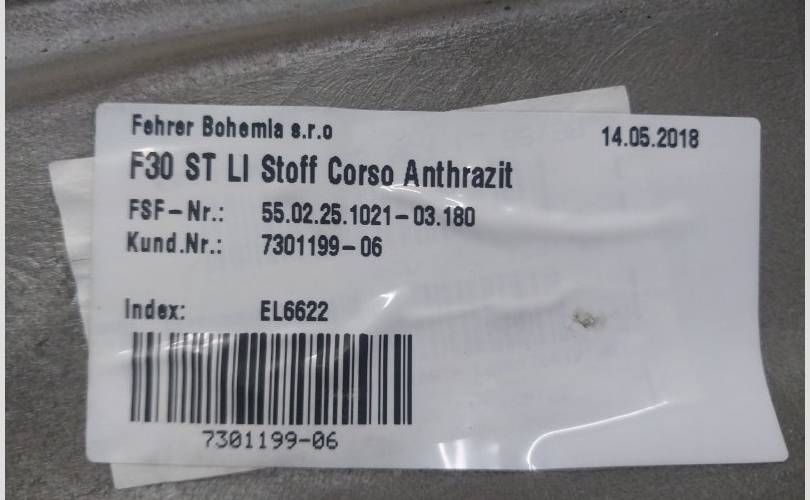 Fehrer Bohemia s.r.o
14.05.2018
F30 ST LI Stoff Corso Anthrazit
FSF-Nr.: 55.02.25.1021-03.180
Kund.Nr.: 7301199-06
Index: EL6622
7301199-06